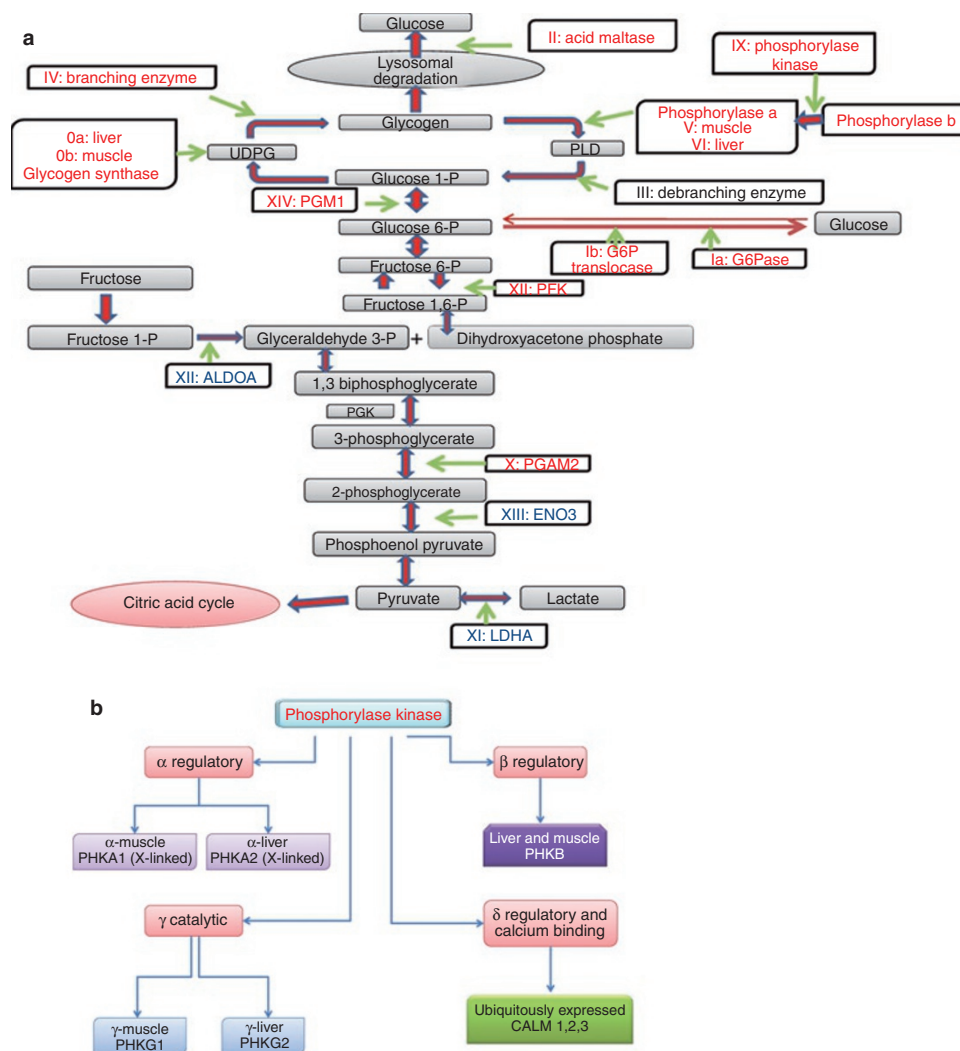 a
Glucose
II: acid maltase
IX: phosphorylase
kinase
Lysosomal
degradation
IV: branching enzyme
Glycogen
Phosphorylase a
V: muscle
VI: liver
Phosphorylase b
0a: liver
0b: muscle
Glycogen synthase
UDPG
PLD
Glucose 1-P
III: debranching enzyme
XIV: PGM1
Glucose 6-P
Glucose
Ib: G6P
translocase
Ia: G6Pase
Fructose 6-P
Fructose
XII: PFK
Fructose 1,6-P
Fructose 1-P
Glyceraldehyde 3-P
+
Dihydroxyacetone phosphate
XII: ALDOA
1,3 biphosphoglycerate
PGK
3-phosphoglycerate
X: PGAM2
2-phosphoglycerate
XIII: ENO3
Phosphoenol pyruvate
Citric acid cycle
Pyruvate
Lactate
XI: LDHA
b
Phosphorylase kinase
α regulatory
β regulatory
α-muscle
PHKA1 (X-linked)
α-liver
PHKA2 (X-linked)
Liver and muscle
PHKB
γ catalytic
δ regulatory and
calcium binding
γ-muscle
PHKG1
γ-liver
PHKG2
Ubiquitously expressed
CALM 1,2,3